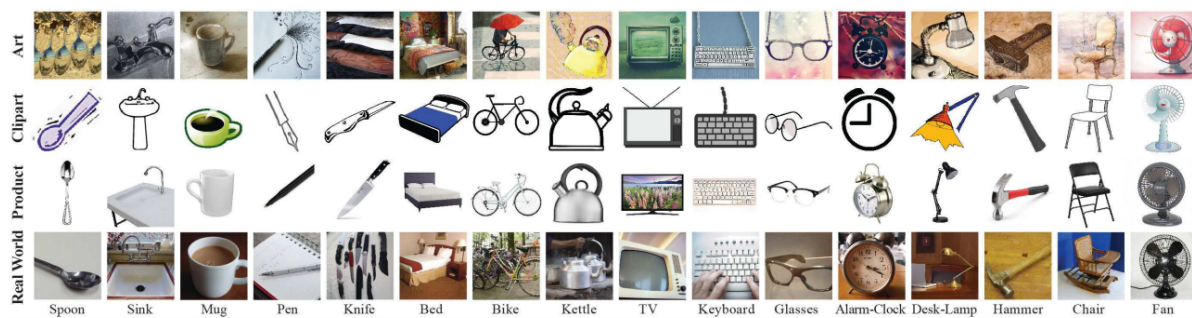 Art
Clipart
Product
Real World
Spoon Sink Mug Pen Knife Bed Bike Kettle TV Keyboard Glasses Alarm-Clock Desk-Lamp Hammer Chair Fan